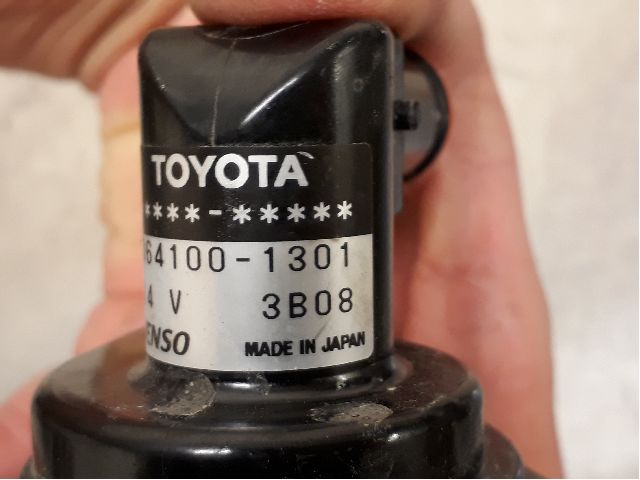 TOYOTA
****-*****
64100-1301
4 V 3B08
ENSO MADE IN JAPAN